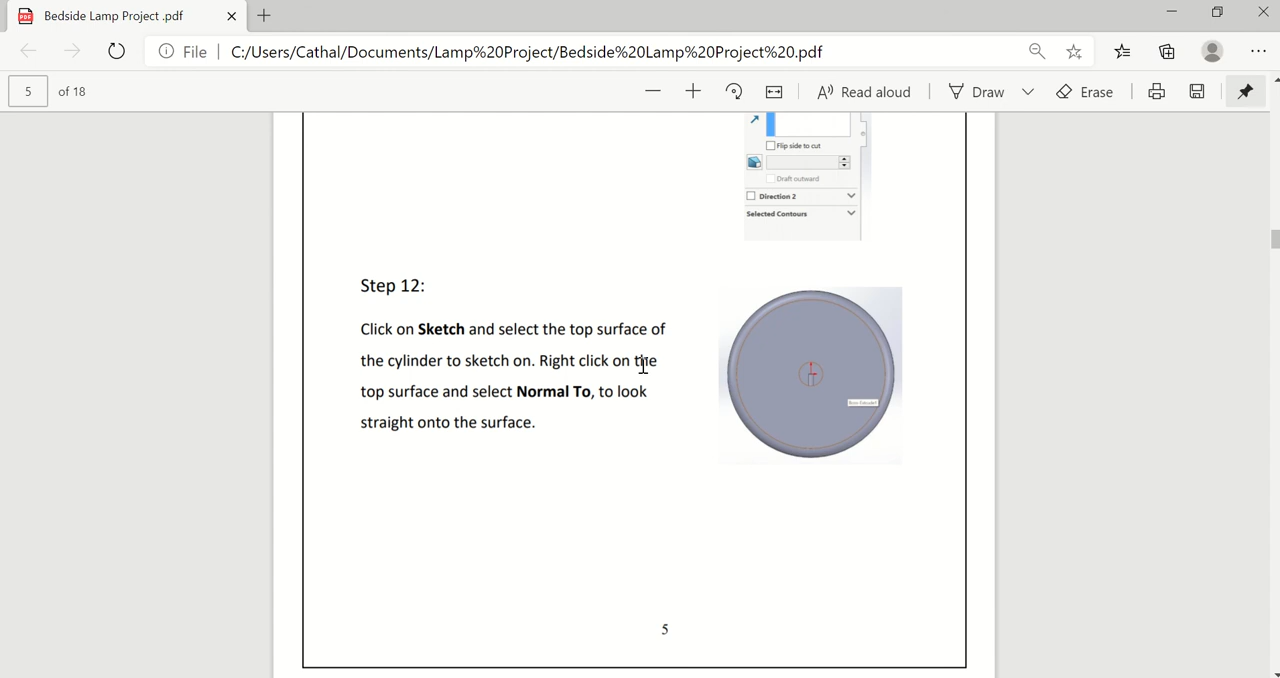 Bedside Lamp Project .pdf
File
C:/Users/Cathal/Documents/Lamp%20Project/Bedside%20Lamp%20Project%20.pdf
5 of 18
Read aloud
Draw
Erase
Flip side to cut
Draft outward
Direction 2
Selected Contours
Step 12:
Click on Sketch and select the top surface of
the cylinder to sketch on. Right click on the
top surface and select Normal To, to look
straight onto the surface.
5